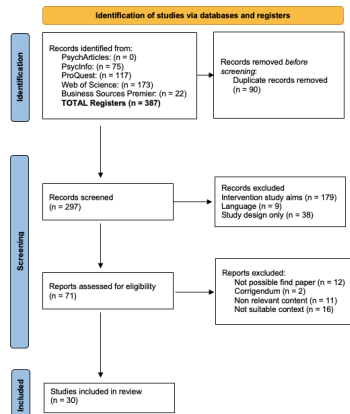 Identification of studies via databases and registers
Identification
Records identified from:
PsychArticles: (n = 0)
PsycInfo: (n = 75)
ProQuest: (n = 117)
Web of Science: (n = 173)
Business Sources Premier: (n = 22)
TOTAL Registers (n = 387)
Records removed before
screening:
Duplicate records removed
(n = 90)
Screening
Records screened
(n = 297)
Records excluded
Intervention study aims (n = 179)
Language (n = 9)
Study design only (n = 38)
Reports assessed for eligibility
(n = 71)
Reports excluded:
Not possible find paper (n = 12)
Corrigendum (n = 2)
Non relevant content (n = 11)
Not suitable context (n = 16)
Included
Studies included in review
(n = 30)